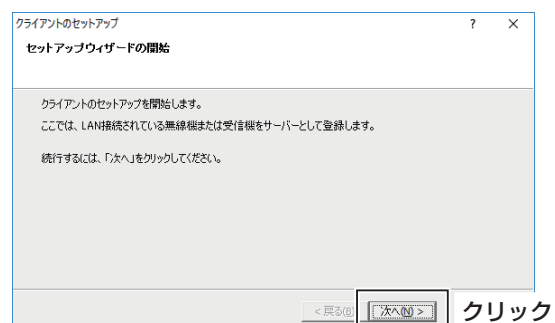 クライアントのセットアップ ? ×
セットアップウィザードの開始
クライアントのセットアップを開始します。
ここでは、LAN接続されている無線機または受信機をサーバーとして登録します。
続行するには、「次へ」をクリックしてください。
< 戻る(B) 次へ(N) > クリック